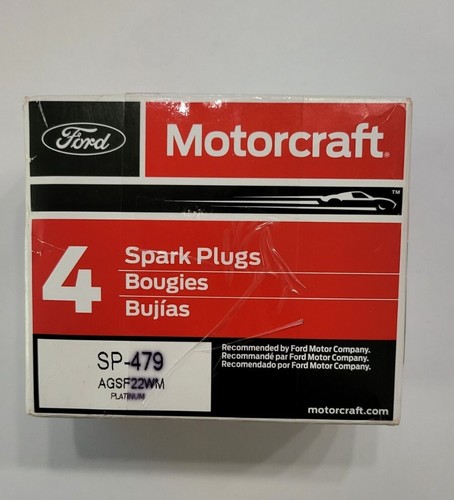 Ford
Motorcraft®
TM
4
Spark Plugs
Bougies
Bujías
SP-479
AGSF22WM
PLATINUM
Recommended by Ford Motor Company.
Recommandé par Ford Motor Company.
Recomendado por Ford Motor Company.
motorcraft.com